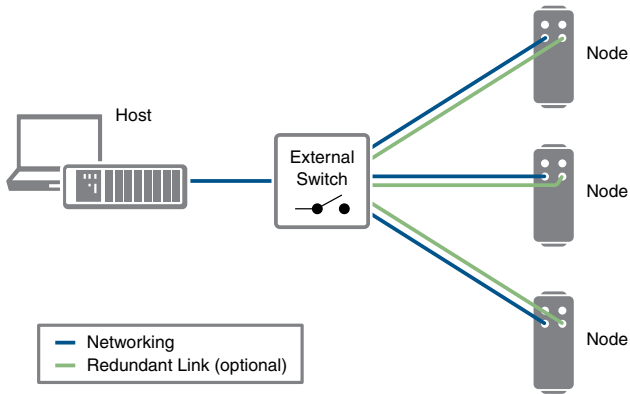 Host
External
Switch
Node
Node
Node
Networking
Redundant Link (optional)